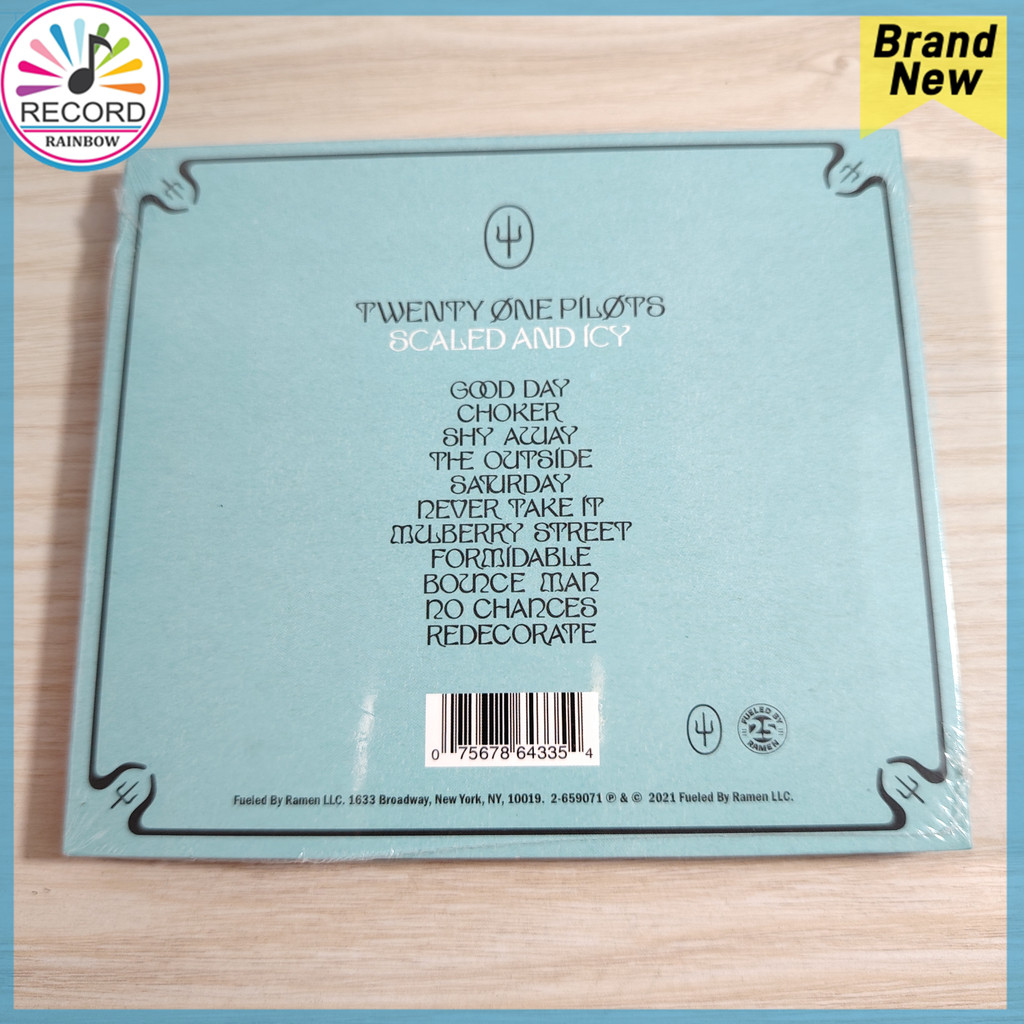 RECORD
RAINBOW
Brand
New
TWENTY ØNE PILØTS
SCALED AND ICY
GOOD DAY
CHOKER
SHY AWAY
THE OUTSIDE
SATURDAY
NEVER TAKE IT
MULBERRY STREET
FORMIDABLE
BOUNCE MAN
NO CHANCES
REDECORATE
0 75678 64335 4
FUELED BY
25
RAMEN
Fueled By Ramen LLC. 1633 Broadway, New York, NY, 10019. 2-659071 ℗ & © 2021 Fueled By Ramen LLC.